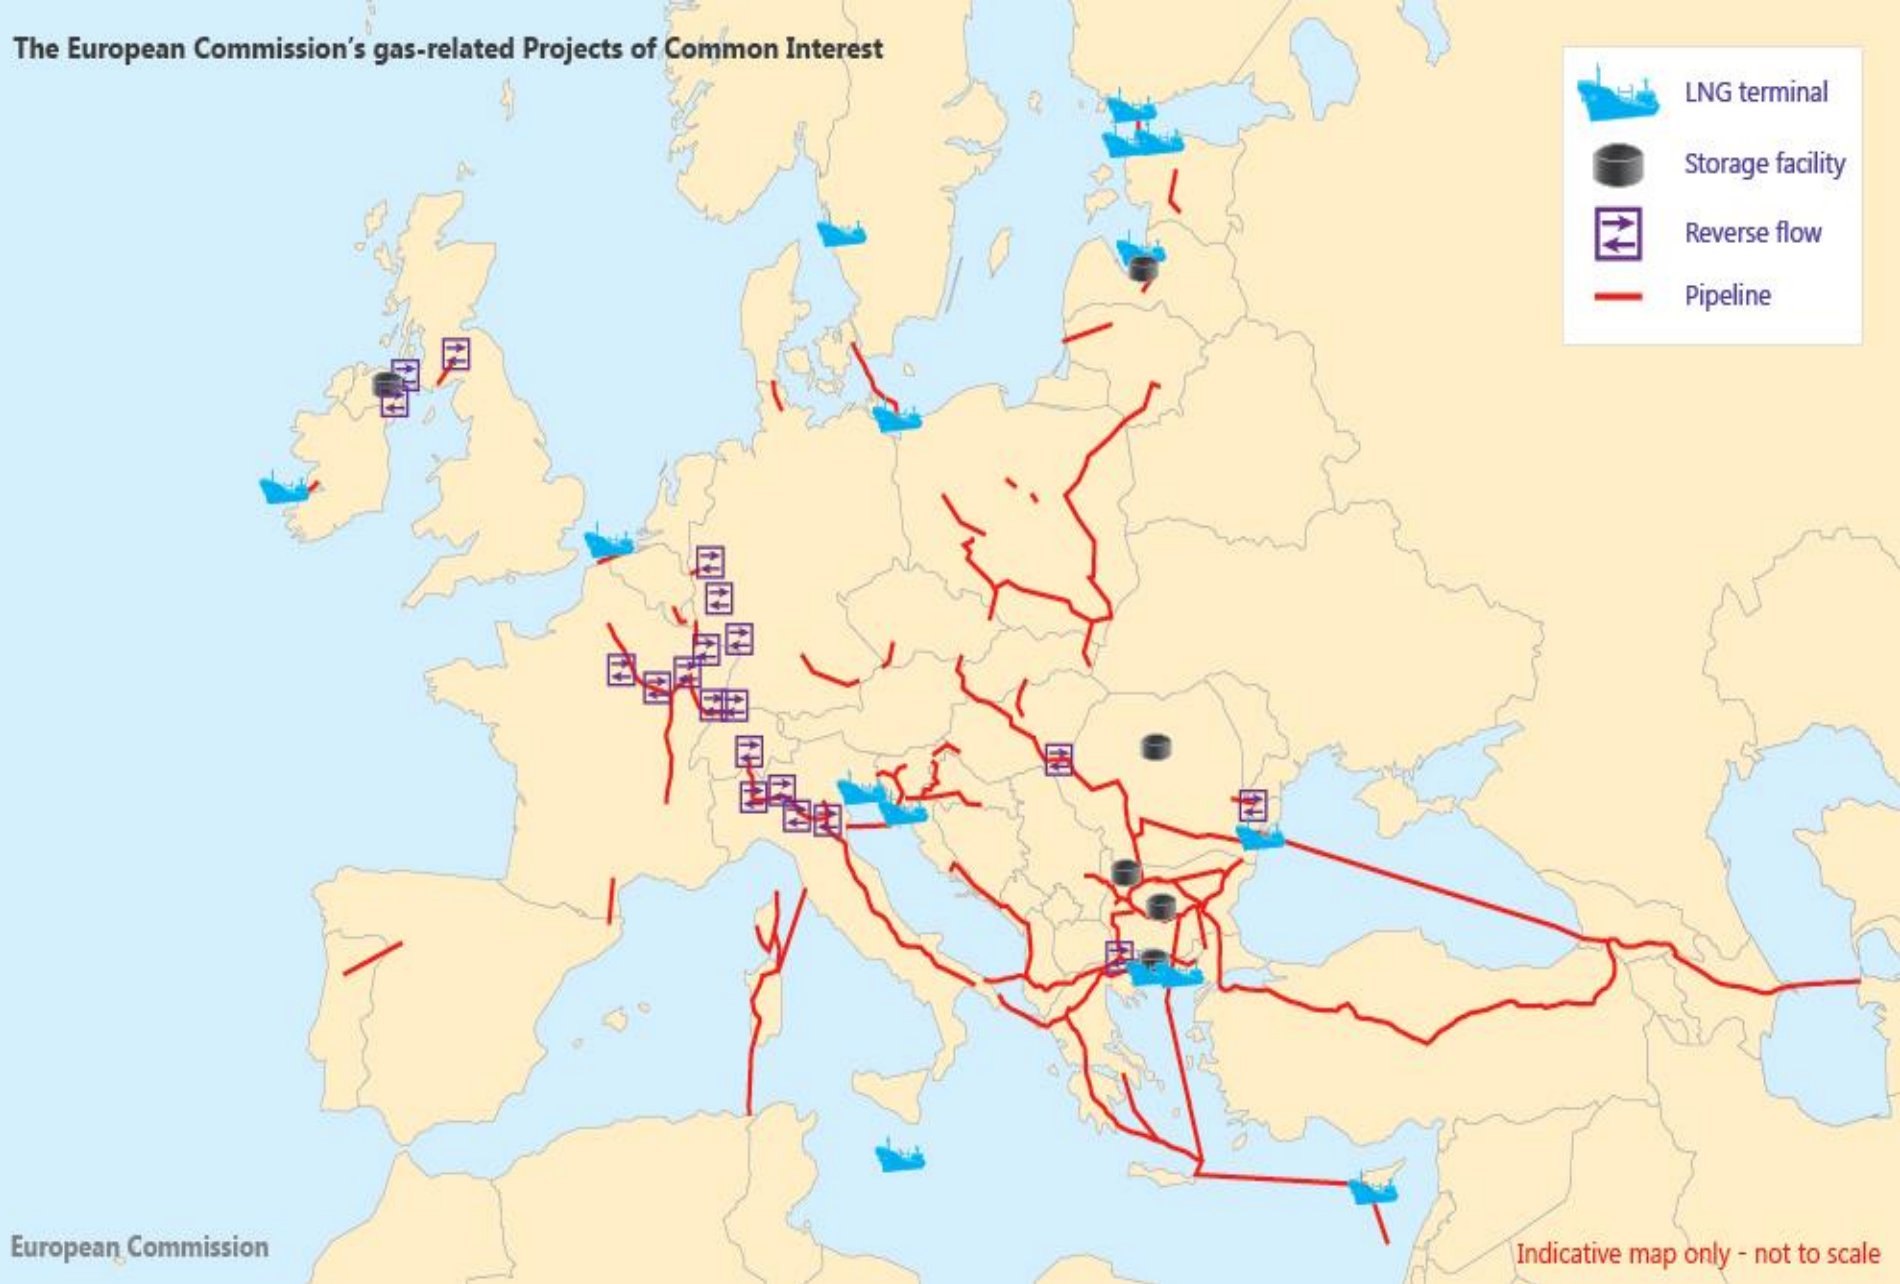 The European Commission's gas-related Projects of Common Interest
LNG terminal
Storage facility
Reverse flow
Pipeline
European Commission
Indicative map only - not to scale